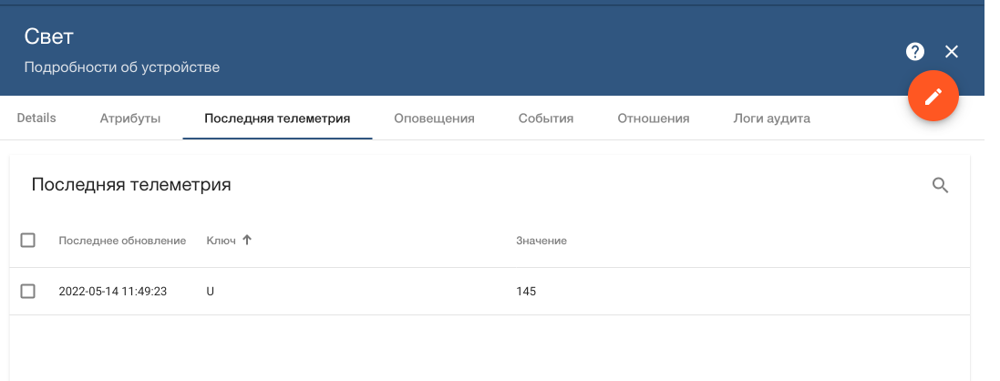 Свет
Подробности об устройстве
Details Атрибуты Последняя телеметрия Оповещения События Отношения Логи аудита
Последняя телеметрия
Последнее обновление Ключ Значение
2022-05-14 11:49:23 U 145